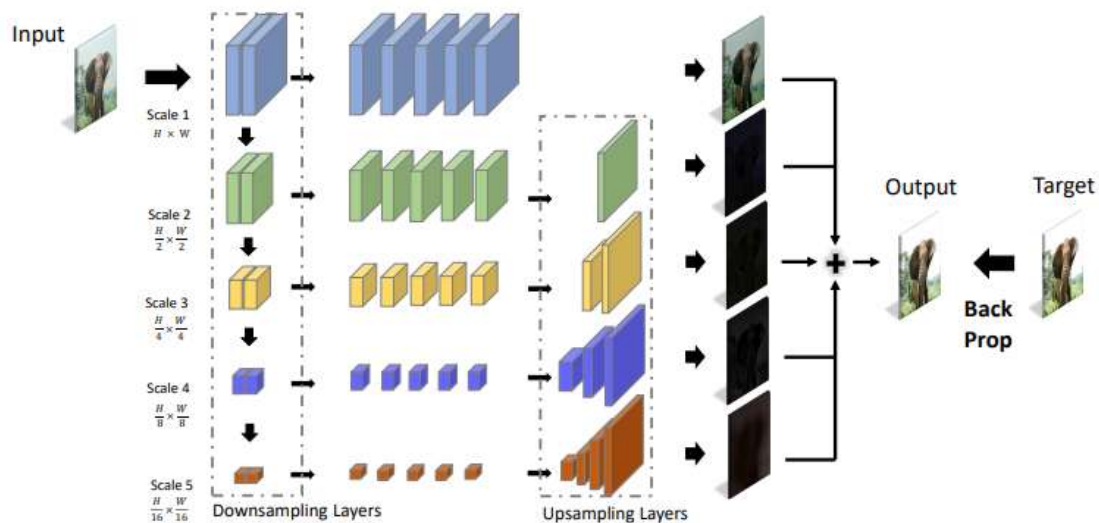 Input
Scale 1
H × W
Scale 2
H/2 × W/2
Scale 3
H/4 × W/4
Scale 4
H/8 × W/8
Scale 5
H/16 × W/16
Downsampling Layers
Upsampling Layers
+
Output
Target
Back
Prop